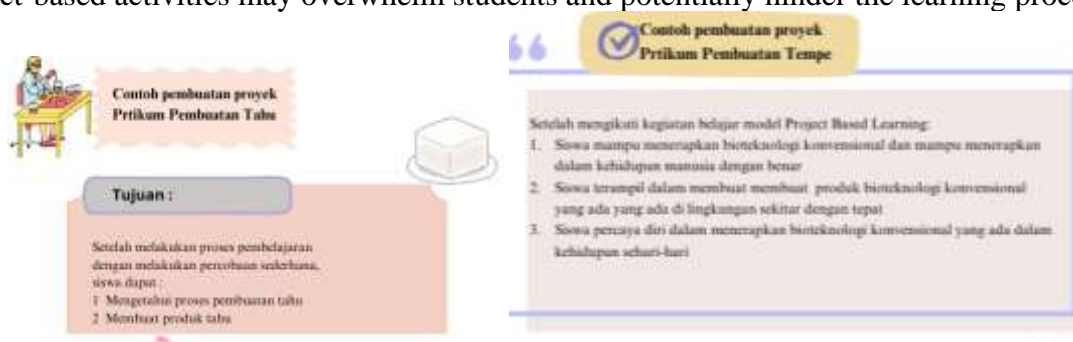 ct-based activities may overwhelm students and potentially hinder the learning proce
Contoh pembuatan proyek
Prtikum Pembuatan Tahu
Tujuan :
Setelah melakukan proses pembelajaran
dengan melakukan percobaan sederhana,
siswa dapat :
1 Mengetahui proses pembuatan tahu
2 Membuat produk tahu
Contoh pembuatan proyek
Prtikum Pembuatan Tempe
Setelah mengikuti kegiatan belajar model Project Based Learning:
1. Siswa mampu menerapkan bioteknologi konvensional dan mampu menerapkan
dalam kehidupan manusia dengan benar
2. Siswa terampil dalam membuat membuat produk bioteknologi konvensional
yang ada yang ada di lingkungan sekitar dengan tepat
3. Siswa percaya diri dalam menerapkan bioteknologi konvensional yang ada dalam
kehidupan sehari-hari